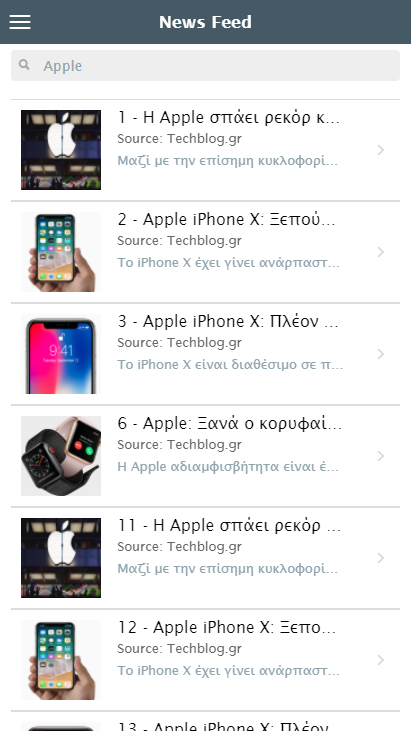 News Feed
Apple
1 - Η Apple σπάει ρεκόρ κ...
Source: Techblog.gr
Μαζί με την επίσημη κυκλοφορί...
2 - Apple iPhone X: Ξεπού...
Source: Techblog.gr
Το iPhone X έχει γίνει ανάρπαστ...
9:41
3 - Apple iPhone X: Πλέον ...
Source: Techblog.gr
Το iPhone X είναι διαθέσιμο σε π...
6 - Apple: Ξανά ο κορυφαί...
Source: Techblog.gr
Η Apple αδιαμφισβήτητα είναι έ...
11 - Η Apple σπάει ρεκόρ ...
Source: Techblog.gr
Μαζί με την επίσημη κυκλοφορί...
12 - Apple iPhone X: Ξεπο...
Source: Techblog.gr
Το iPhone X έχει γίνει ανάρπαστ...
13 - Apple iPhone X: Πλέον ...